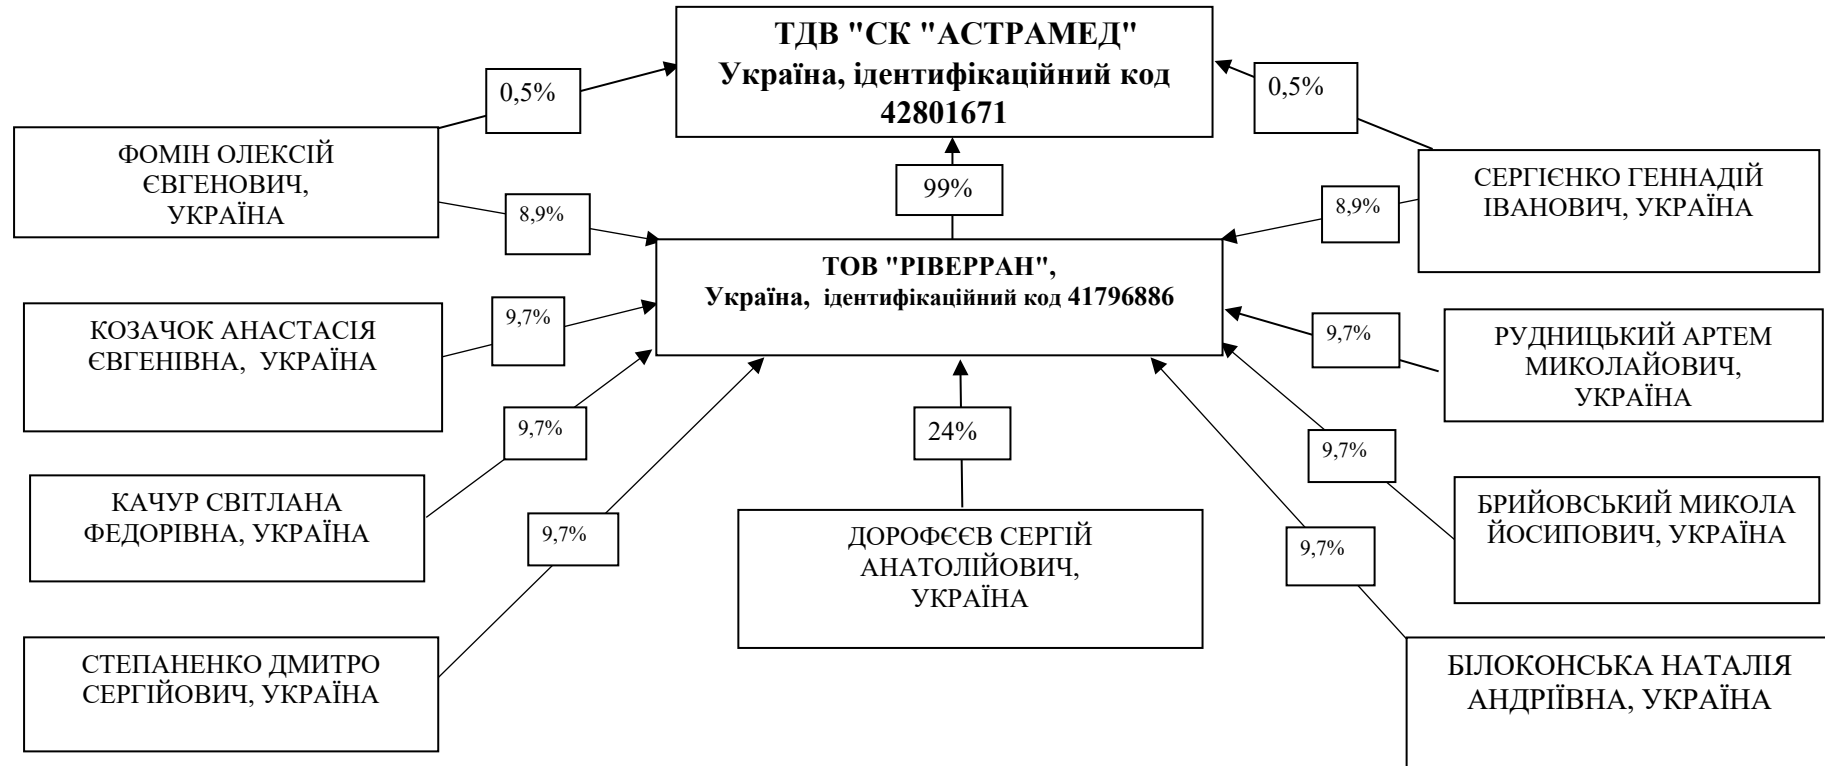 ТДВ "СК "АСТРАМЕД"
Україна, ідентифікаційний код
42801671
0,5%
0,5%
ФОМІН ОЛЕКСІЙ
ЄВГЕНОВИЧ,
УКРАЇНА
99%
СЕРГІЄНКО ГЕННАДІЙ
ІВАНОВИЧ, УКРАЇНА
8,9%
8,9%
ТОВ "РІВЕРРАН",
Україна, ідентифікаційний код 41796886
КОЗАЧОК АНАСТАСІЯ
ЄВГЕНІВНА, УКРАЇНА
9,7%
9,7%
РУДНИЦЬКИЙ АРТЕМ
МИКОЛАЙОВИЧ,
УКРАЇНА
9,7%
24%
9,7%
КАЧУР СВІТЛАНА
ФЕДОРІВНА, УКРАЇНА
БРИЙОВСЬКИЙ МИКОЛА
ЙОСИПОВИЧ, УКРАЇНА
9,7%
ДОРОФЄЄВ СЕРГІЙ
АНАТОЛІЙОВИЧ,
УКРАЇНА
9,7%
СТЕПАНЕНКО ДМИТРО
СЕРГІЙОВИЧ, УКРАЇНА
БІЛОКОНСЬКА НАТАЛІЯ
АНДРІЇВНА, УКРАЇНА